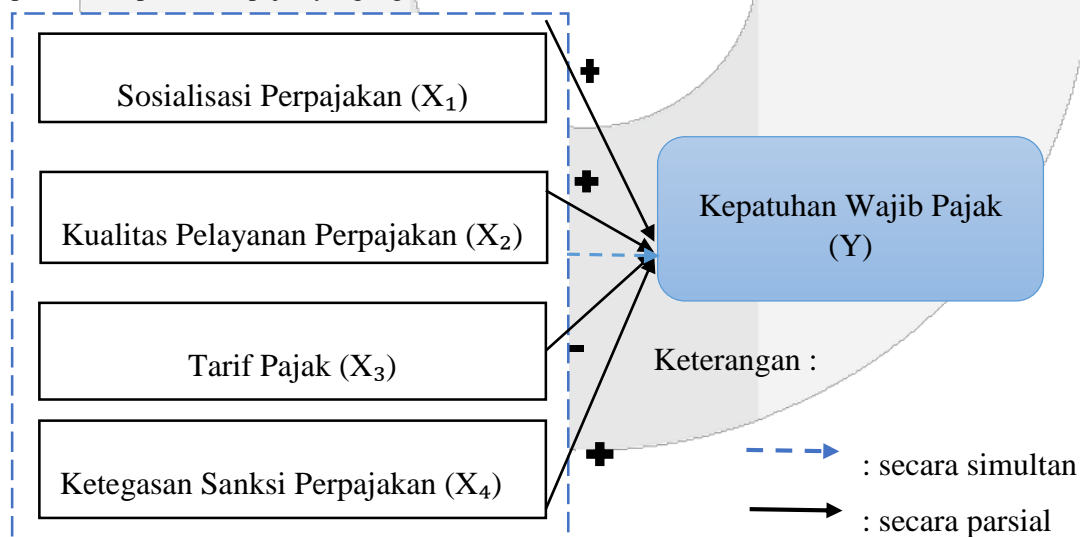 Sosialisasi Perpajakan (X₁)
+
Kualitas Pelayanan Perpajakan (X₂)
+
Kepatuhan Wajib Pajak
(Y)
Tarif Pajak (X₃)
-
Keterangan :
Ketegasan Sanksi Perpajakan (X₄)
+
: secara simultan
: secara parsial